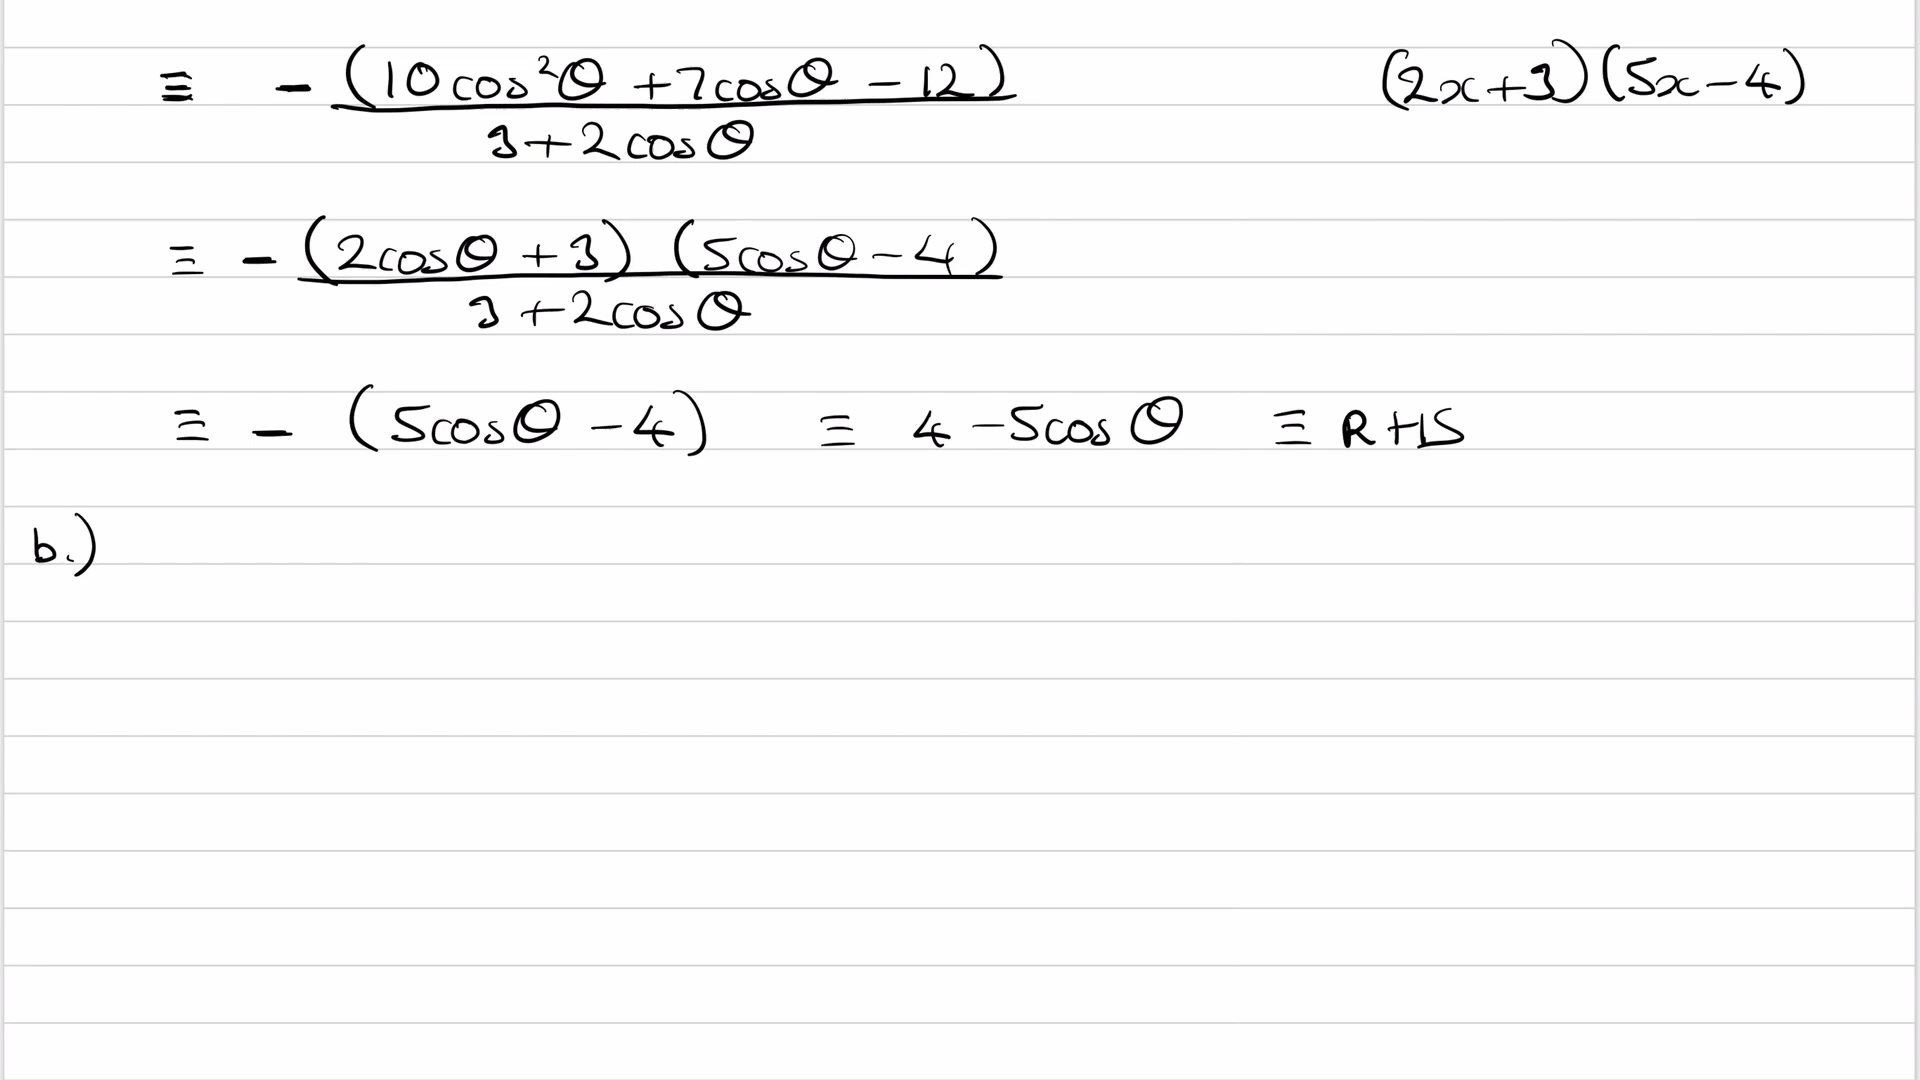 ≡ - (10cos²θ + 7cosθ - 12) (2x+3)(5x-4)
3+2cosθ
≡ - (2cosθ + 3) (5cosθ - 4)
3+2cosθ
≡ - (5cosθ - 4) ≡ 4 - 5cosθ ≡ RHS
b.)